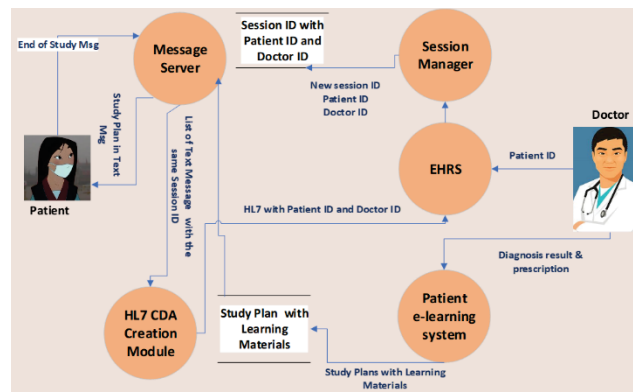 End of Study Msg
Message
Server
Session ID with
Patient ID and
Doctor ID
Session
Manager
New session ID
Patient ID
Doctor ID
Doctor
Study Plan in Text
Msg
List of Text Message with the
same Session ID
EHRS
Patient ID
Patient
HL7 with Patient ID and Doctor ID
Diagnosis result &
prescription
HL7 CDA
Creation
Module
Study Plan with
Learning
Materials
Patient
e-learning
system
Study Plans with Learning
Materials